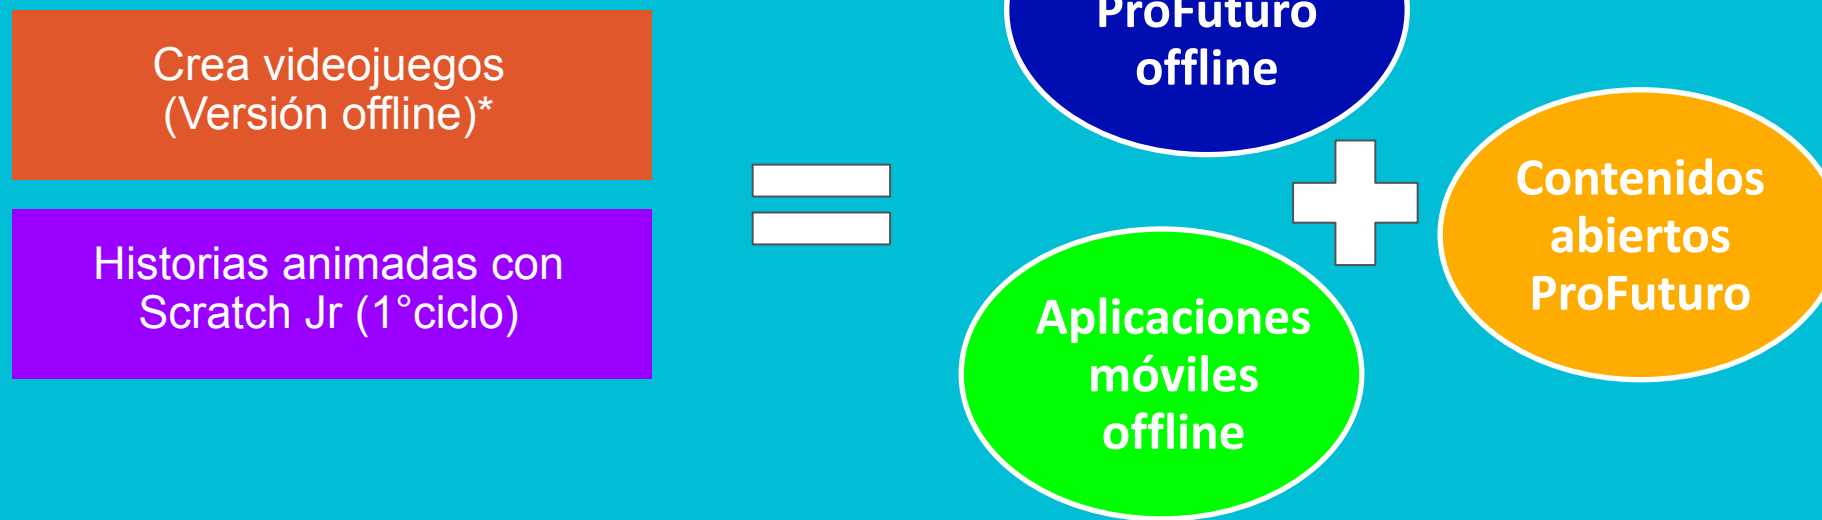 Crea videojuegos
(Versión offline)*
Historias animadas con
Scratch Jr (1°ciclo)
ProFuturo
offline
Aplicaciones
móviles
offline
Contenidos
abiertos
ProFuturo